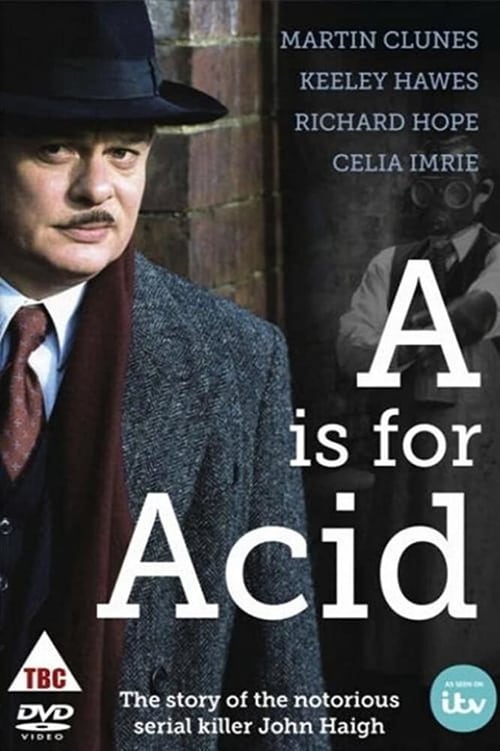 MARTIN CLUNES
KEELEY HAWES
RICHARD HOPE
CELIA IMRIE
A
is for
Acid
TBC
DVD
VIDEO
The story of the notorious
serial killer John Haigh
AS SEEN ON
itv